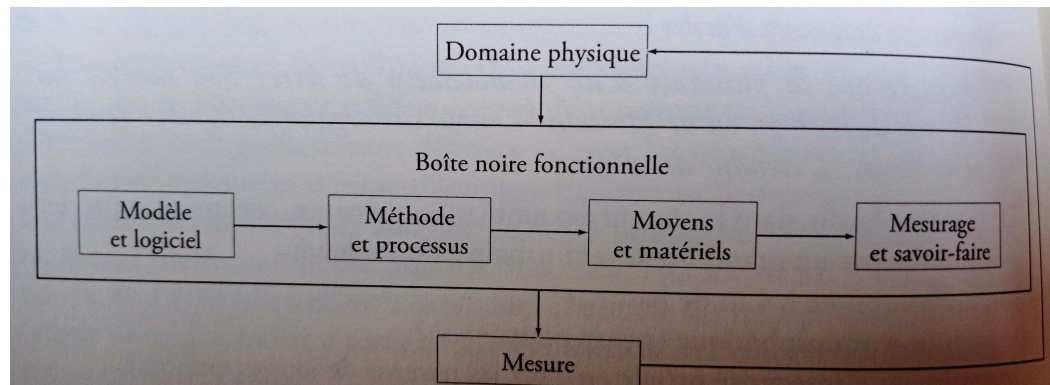 Domaine physique
Boîte noire fonctionnelle
Modèle
et logiciel
Méthode
et processus
Moyens
et matériels
Mesurage
et savoir-faire
Mesure